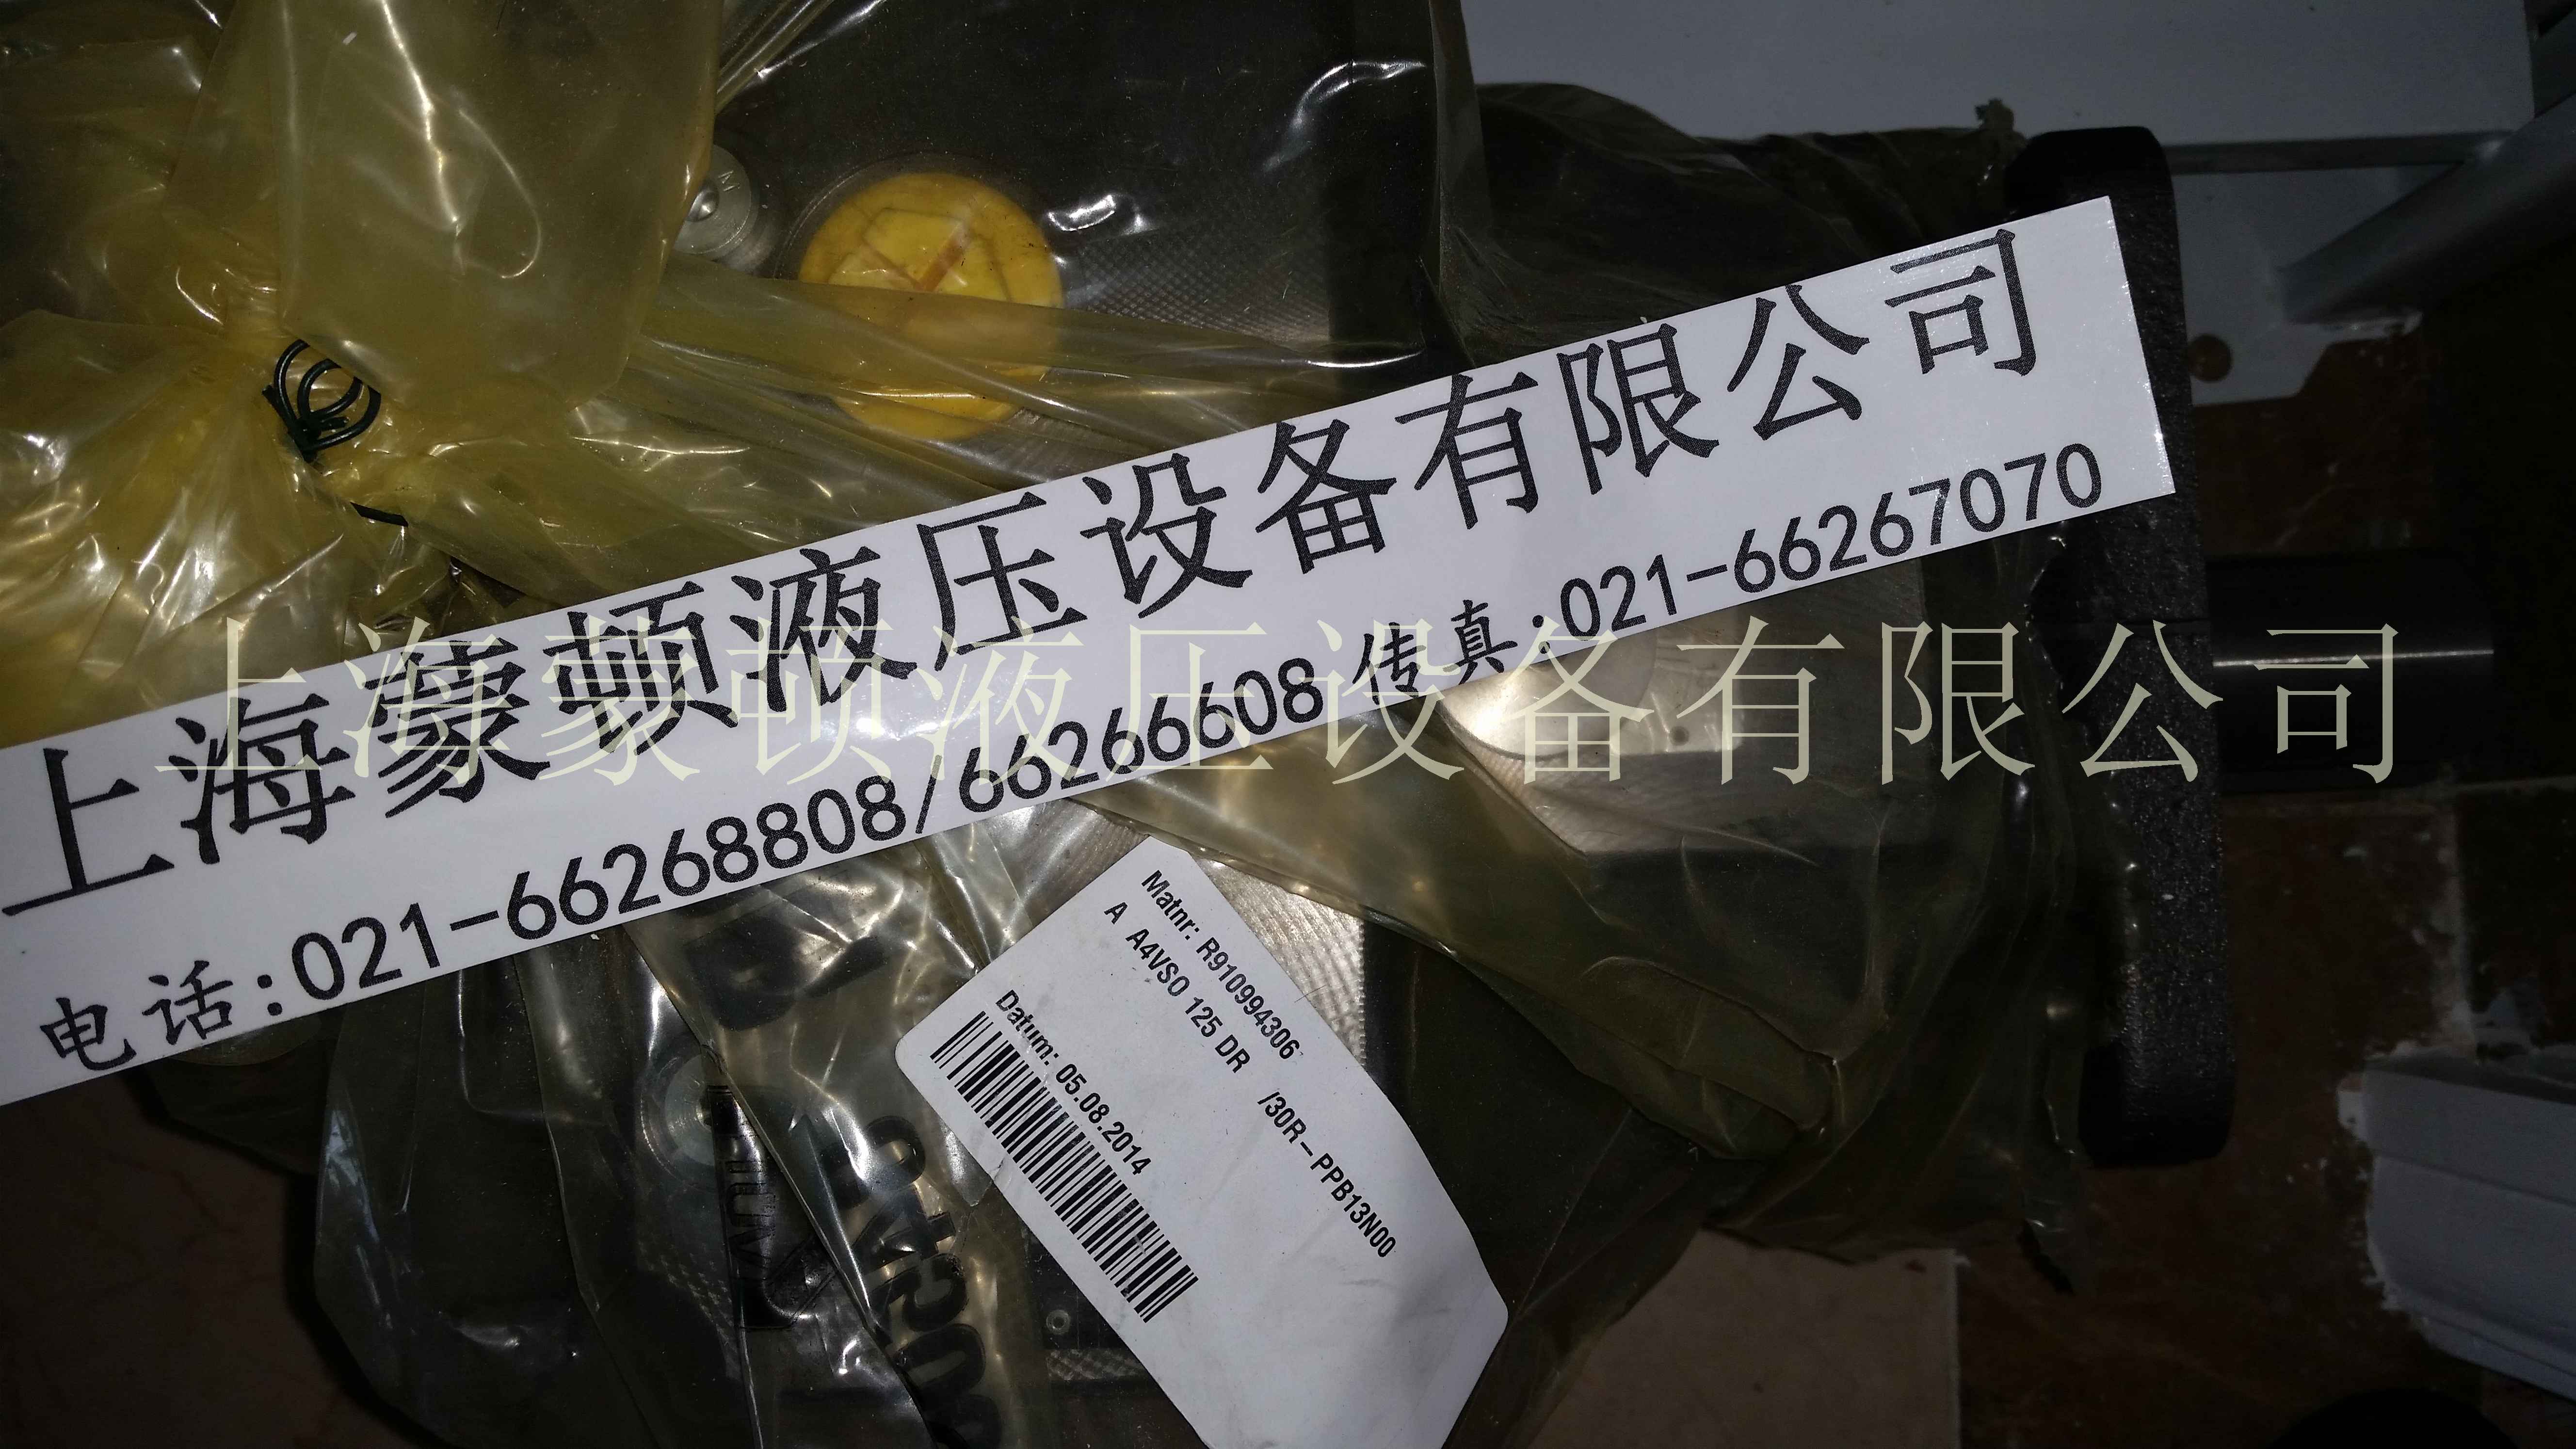 上海蒙顿液压设备有限公司
电话:021-66268808/66266608 传真:021-66267070
上海蒙顿液压设备有限公司
Matnr: R910994306
A A4VSO 125 DR /30R-PPB13N00
Datum: 05.08.2014